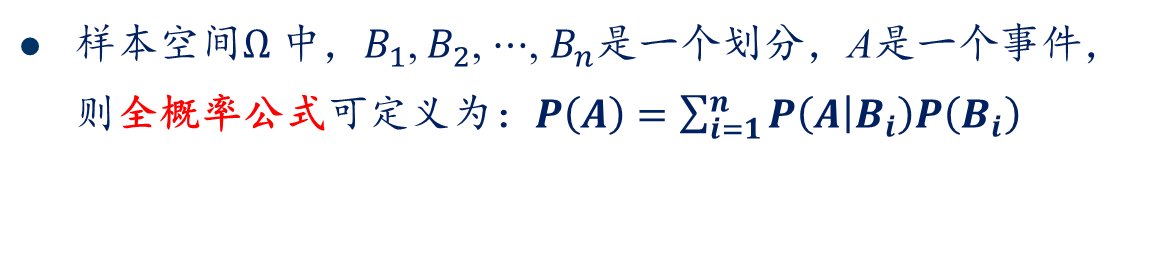 ● 样本空间Ω 中，B₁, B₂, ⋯, Bₙ是一个划分，A是一个事件，
则全概率公式可定义为：P(A) = ∑ⁿᵢ₌₁ P(A|Bᵢ)P(Bᵢ)